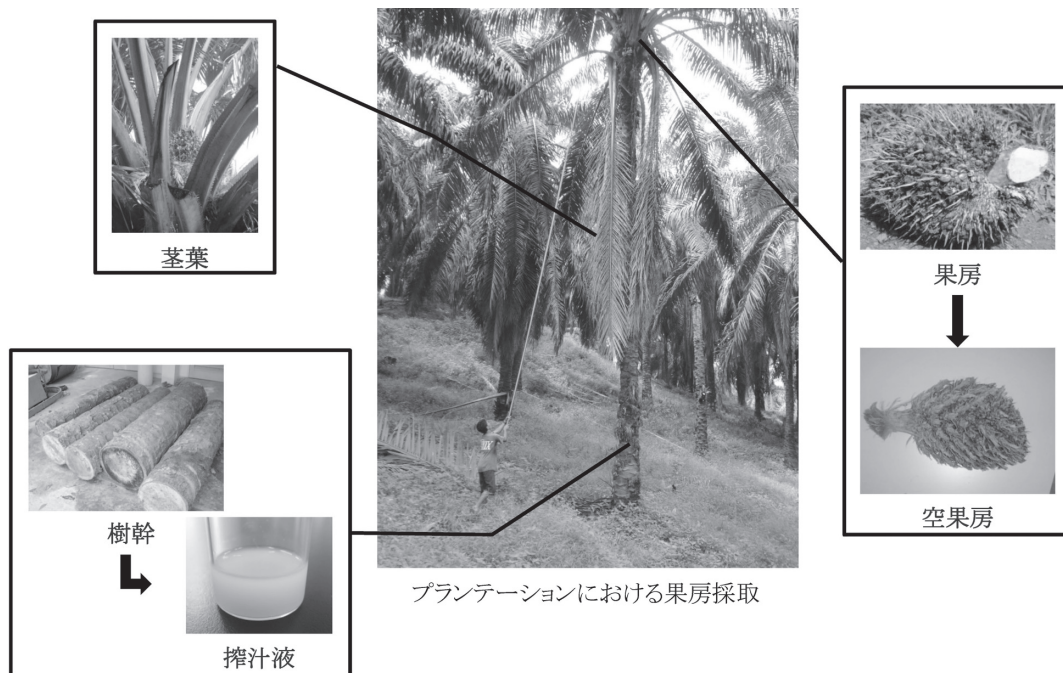 茎葉
果房
空果房
樹幹
搾汁液
プランテーションにおける果房採取